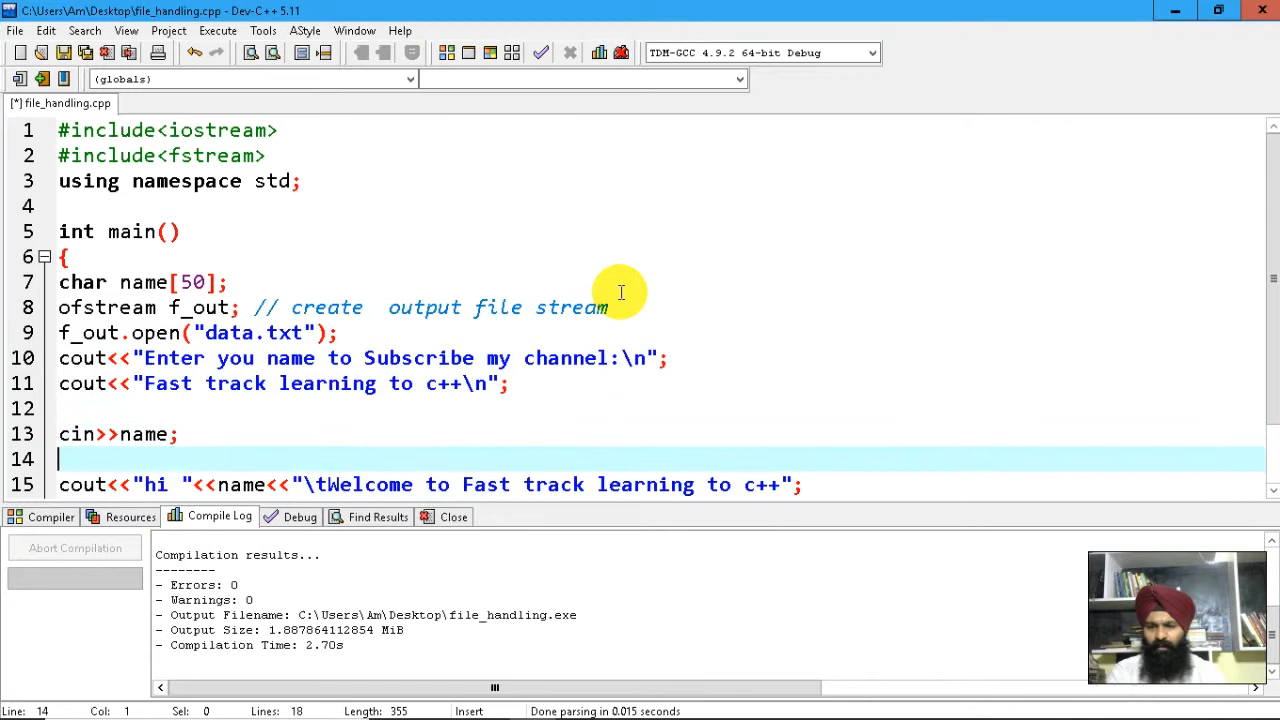 C:\Users\Am\Desktop\file_handling.cpp - Dev-C++ 5.11
File Edit Search View Project Execute Tools AStyle Window Help
TDM-GCC 4.9.2 64-bit Debug
(globals)
[*] file_handling.cpp
1 #include<iostream>
2 #include<fstream>
3 using namespace std;
4
5 int main()
6 {
7 char name[50];
8 ofstream f_out; // create  output file stream
9 f_out.open("data.txt");
10 cout<<"Enter you name to Subscribe my channel:\n";
11 cout<<"Fast track learning to c++\n";
12
13 cin>>name;
14
15 cout<<"hi "<<name<<"\tWelcome to Fast track learning to c++";
Compiler Resources Compile Log Debug Find Results Close
Abort Compilation
Compilation results...
--------
- Errors: 0
- Warnings: 0
- Output Filename: C:\Users\Am\Desktop\file_handling.exe
- Output Size: 1.887864112854 MiB
- Compilation Time: 2.70s
Line: 14 Col: 1 Sel: 0 Lines: 18 Length: 355 Insert Done parsing in 0.015 seconds